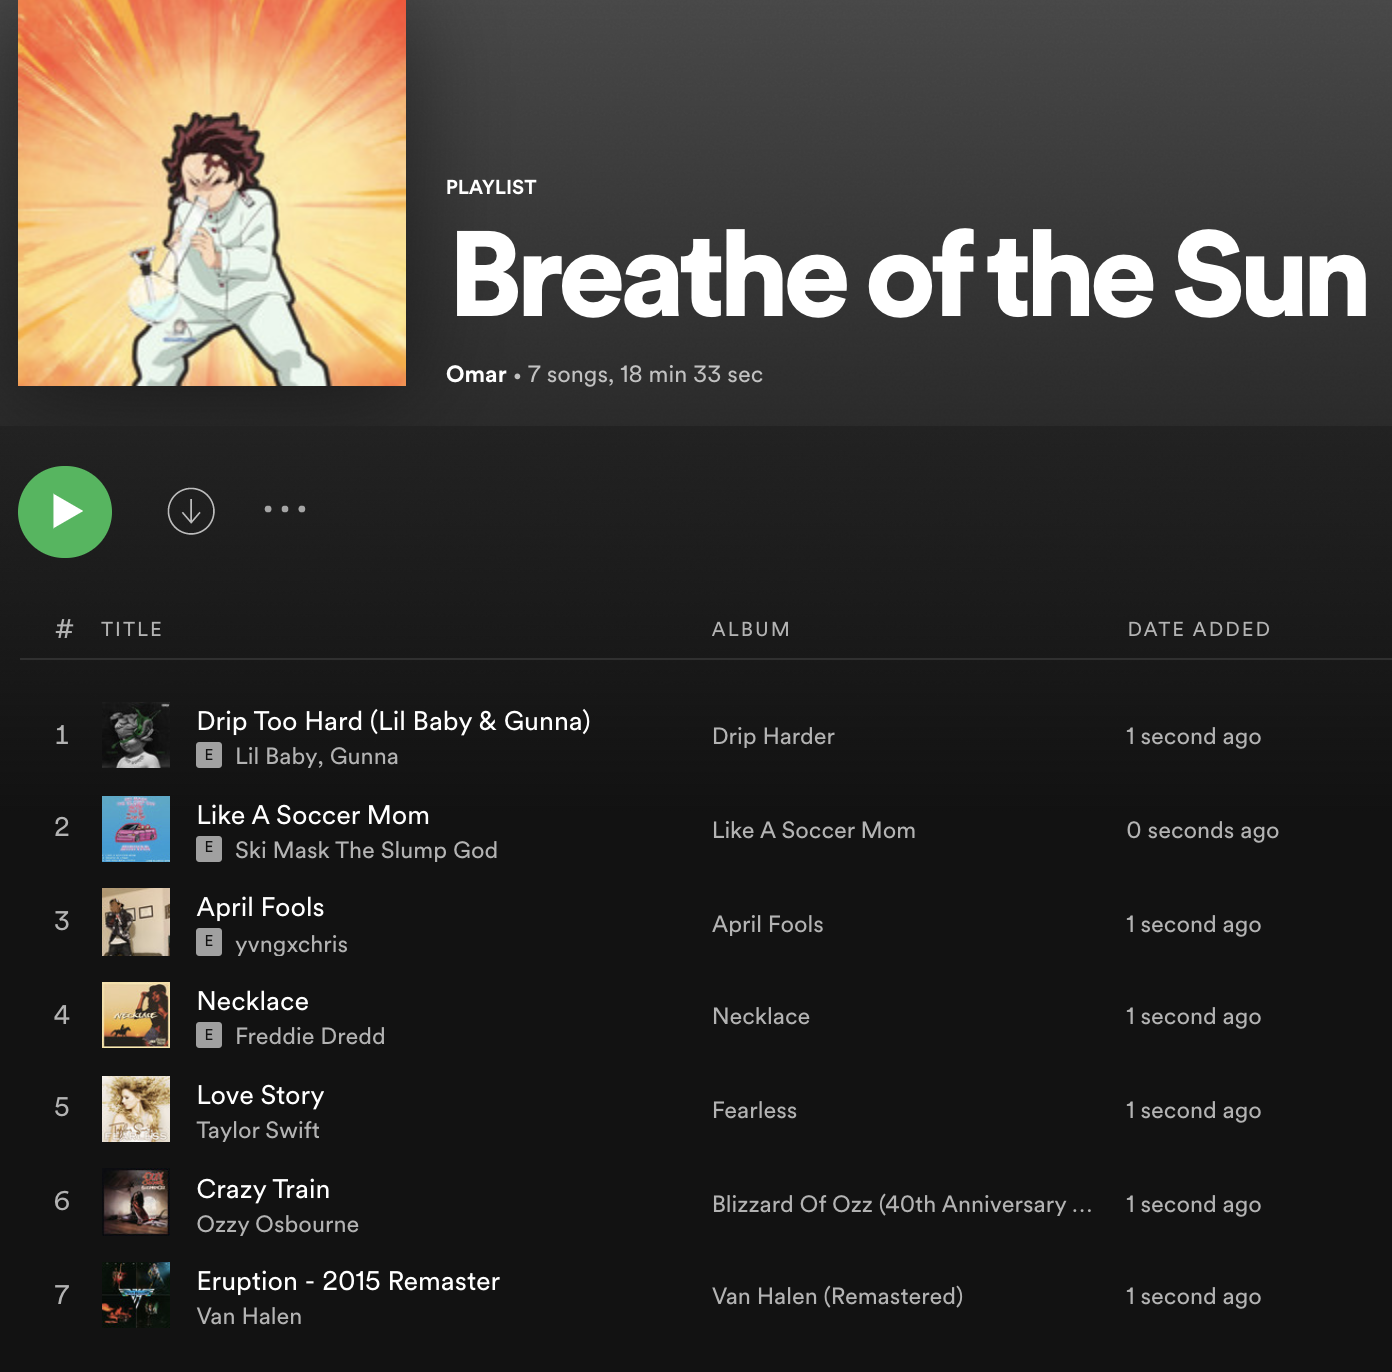 PLAYLIST
Breathe of the Sun
Omar • 7 songs, 18 min 33 sec
# TITLE ALBUM DATE ADDED
1 Drip Too Hard (Lil Baby & Gunna) Drip Harder 1 second ago
E Lil Baby, Gunna
2 Like A Soccer Mom Like A Soccer Mom 0 seconds ago
E Ski Mask The Slump God
3 April Fools April Fools 1 second ago
E yvngxchris
4 Necklace Necklace 1 second ago
E Freddie Dredd
NECKLACE
5 Love Story Fearless 1 second ago
Taylor Swift
6 Crazy Train Blizzard Of Ozz (40th Anniversary ... 1 second ago
Ozzy Osbourne
7 Eruption - 2015 Remaster Van Halen (Remastered) 1 second ago
Van Halen